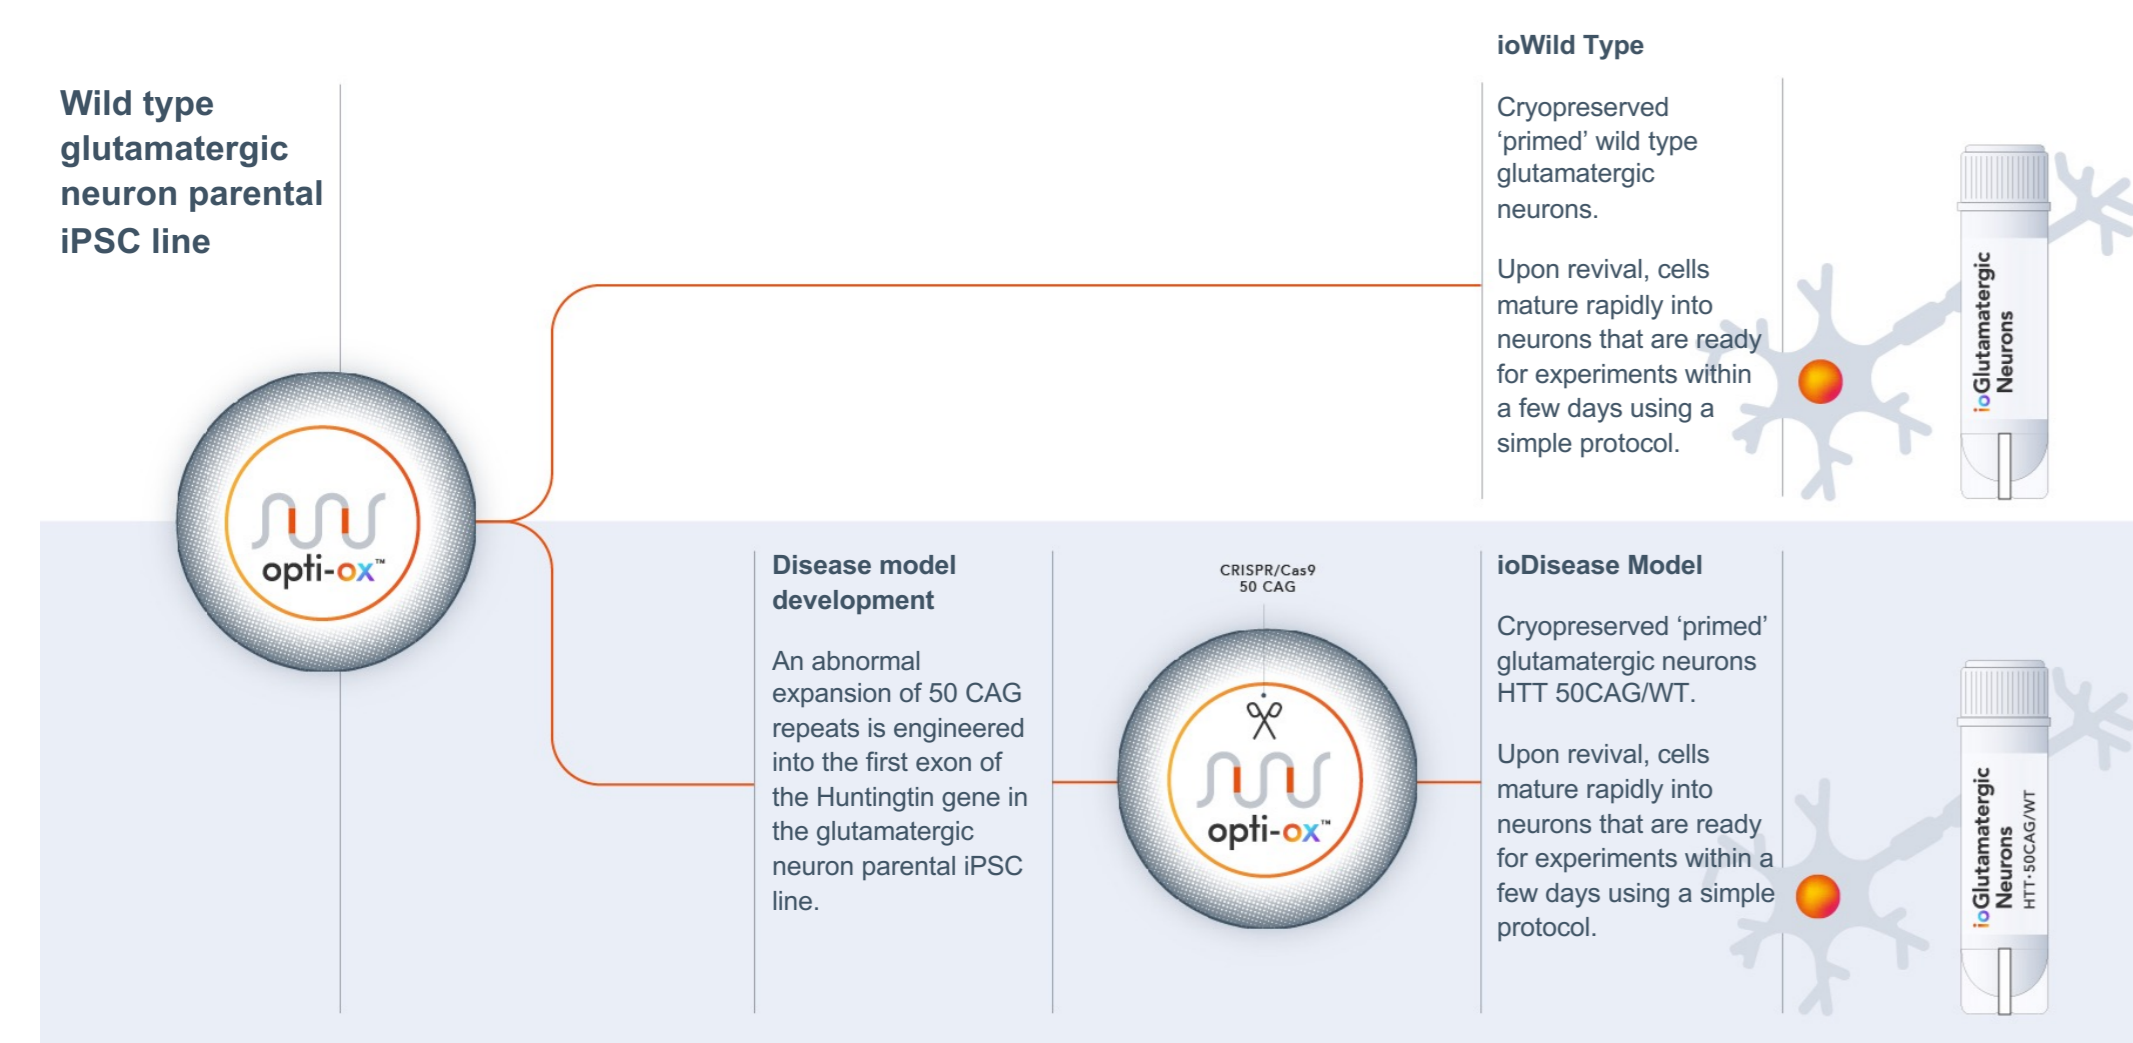 Wild type
glutamatergic
neuron parental
iPSC line
opti-ox™
ioWild Type
Cryopreserved
‘primed’ wild type
glutamatergic
neurons.
Upon revival, cells
mature rapidly into
neurons that are ready
for experiments within
a few days using a
simple protocol.
ioGlutamatergic
Neurons
Disease model
development
An abnormal
expansion of 50 CAG
repeats is engineered
into the first exon of
the Huntingtin gene in
the glutamatergic
neuron parental iPSC
line.
CRISPR/Cas9
50 CAG
opti-ox™
ioDisease Model
Cryopreserved ‘primed’
glutamatergic neurons
HTT 50CAG/WT.
Upon revival, cells
mature rapidly into
neurons that are ready
for experiments within a
few days using a simple
protocol.
ioGlutamatergic
Neurons
HTT·50CAG/WT